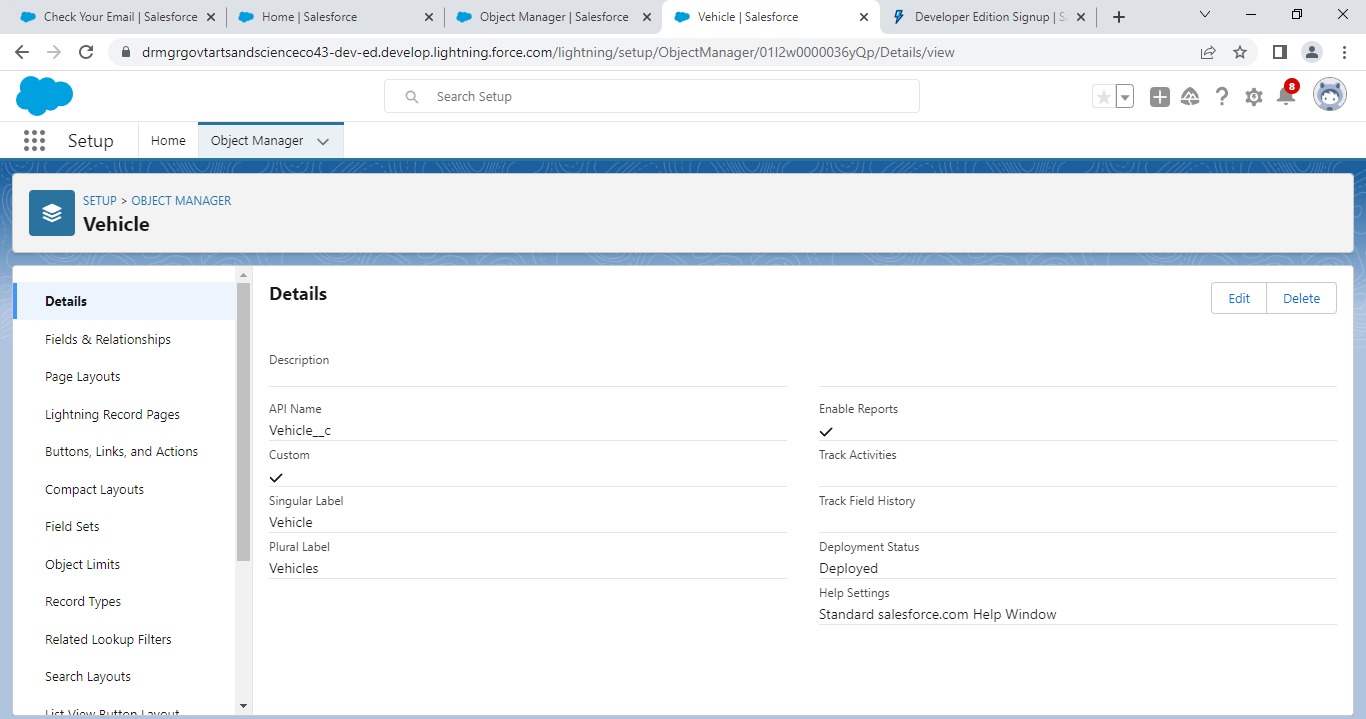 Check Your Email | Salesforce
Home | Salesforce
Object Manager | Salesforce
Vehicle | Salesforce
Developer Edition Signup | S
drmgrgovtartsandscienceco43-dev-ed.develop.lightning.force.com/lightning/setup/ObjectManager/01I2w0000036yQp/Details/view
Search Setup
8
Setup
Home
Object Manager
SETUP > OBJECT MANAGER
Vehicle
Details
Fields & Relationships
Page Layouts
Lightning Record Pages
Buttons, Links, and Actions
Compact Layouts
Field Sets
Object Limits
Record Types
Related Lookup Filters
Search Layouts
List View Button Layout
Details
Edit
Delete
Description
API Name
Vehicle__c
Custom
Singular Label
Vehicle
Plural Label
Vehicles
Enable Reports
Track Activities
Track Field History
Deployment Status
Deployed
Help Settings
Standard salesforce.com Help Window